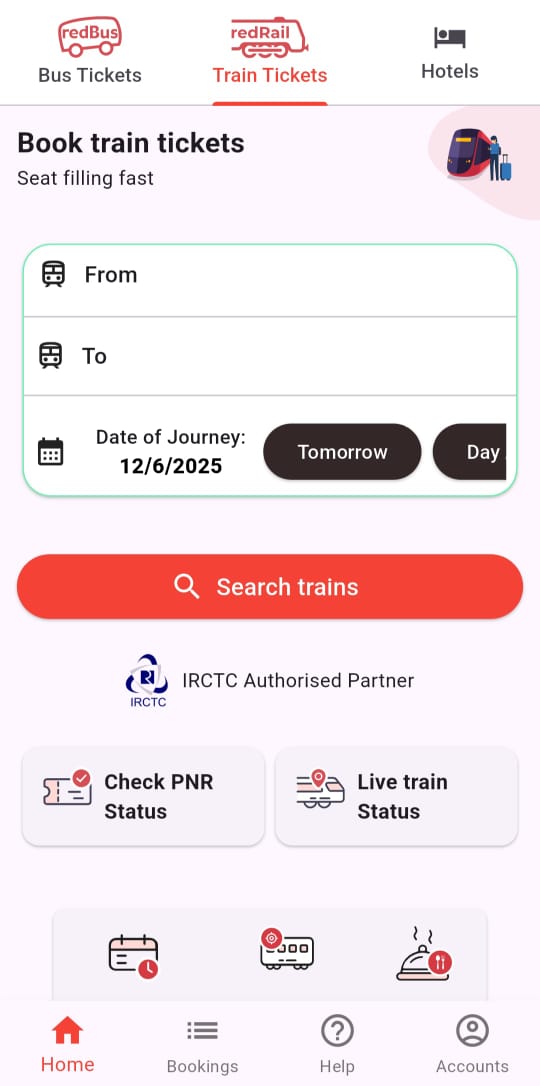 redBus
redRail
Bus Tickets
Train Tickets
Hotels
Book train tickets
Seat filling fast
From
To
Date of Journey:
12/6/2025
Tomorrow
Day
Search trains
IRCTC
IRCTC Authorised Partner
Check PNR
Status
Live train
Status
Home
Bookings
Help
Accounts